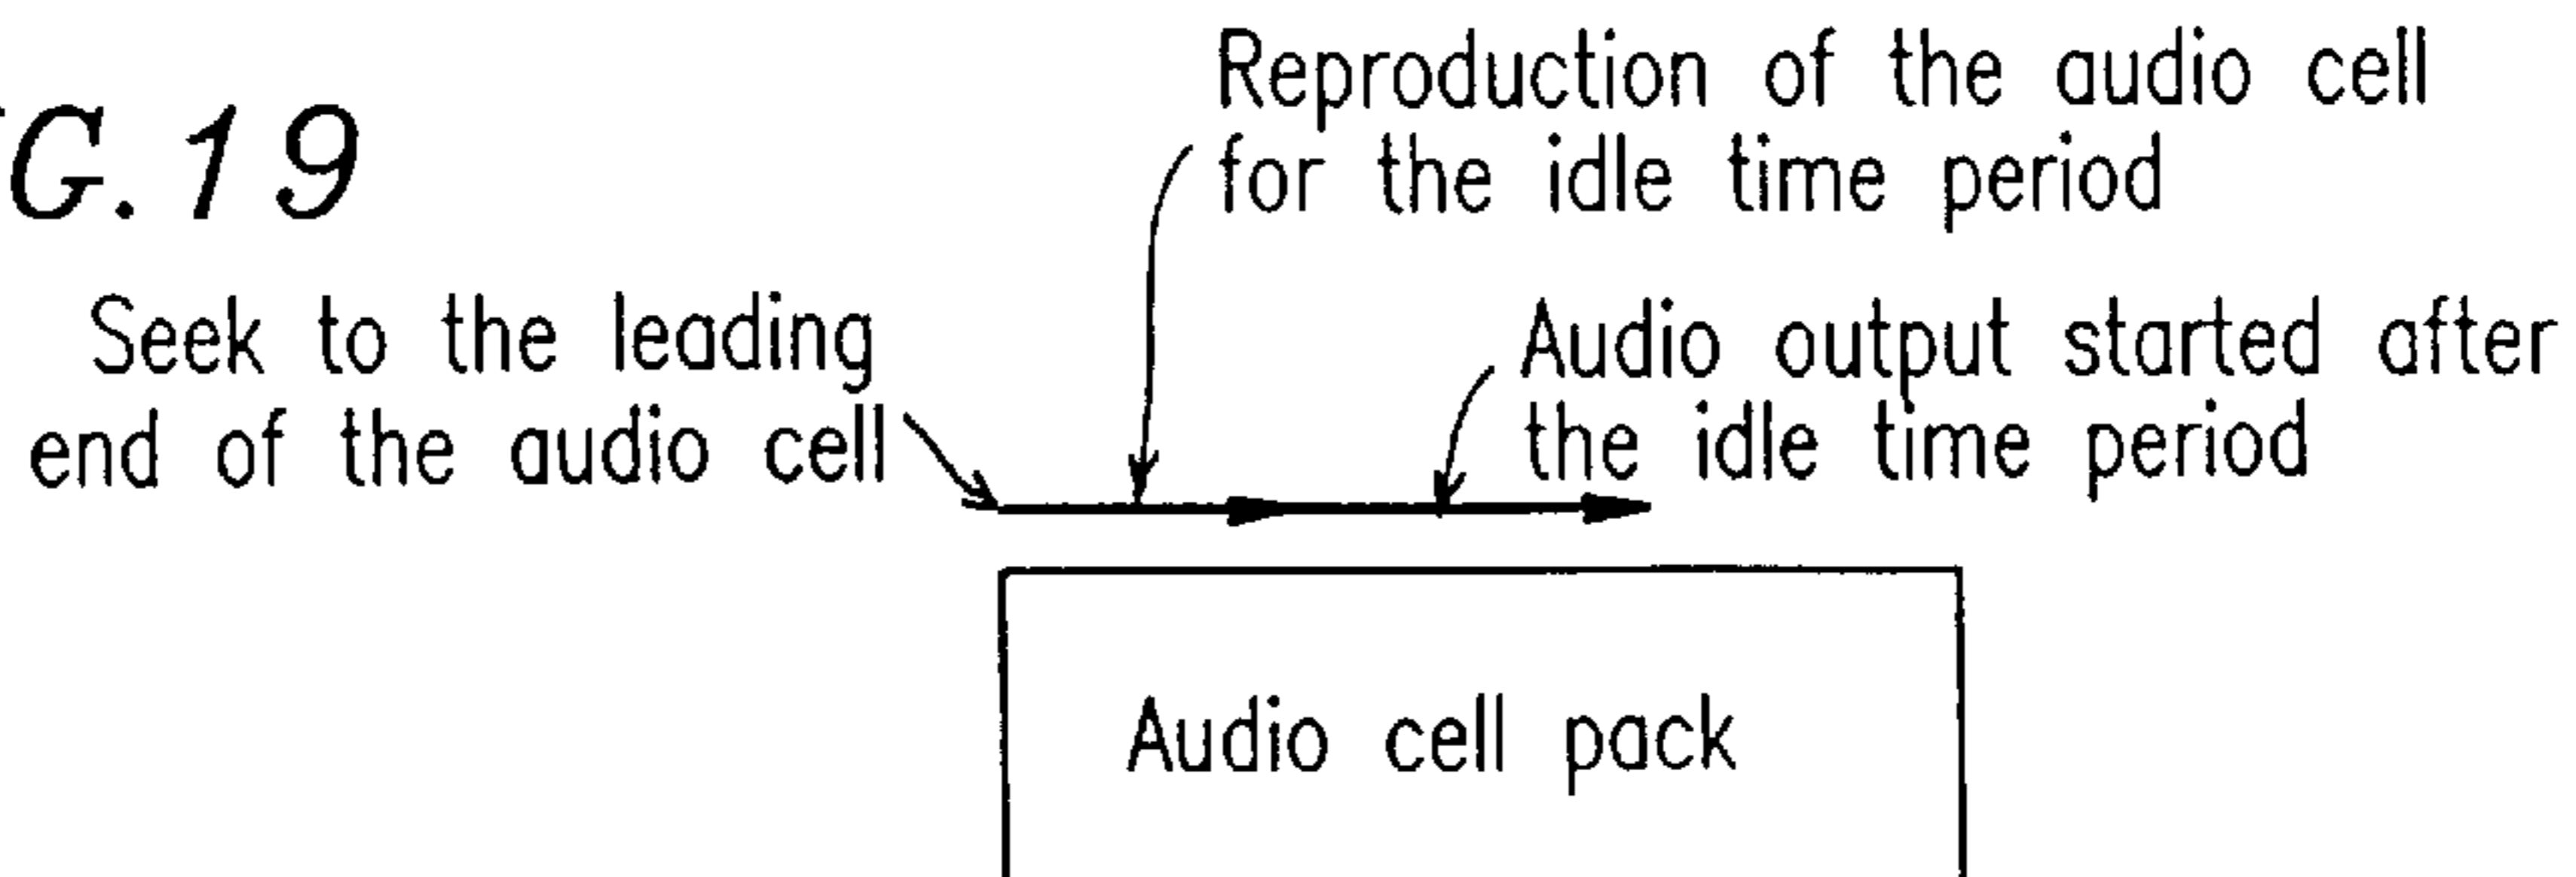 G.19
Reproduction of the audio cell
for the idle time period
Seek to the leading
end of the audio cell
Audio output started after
the idle time period
Audio cell pack